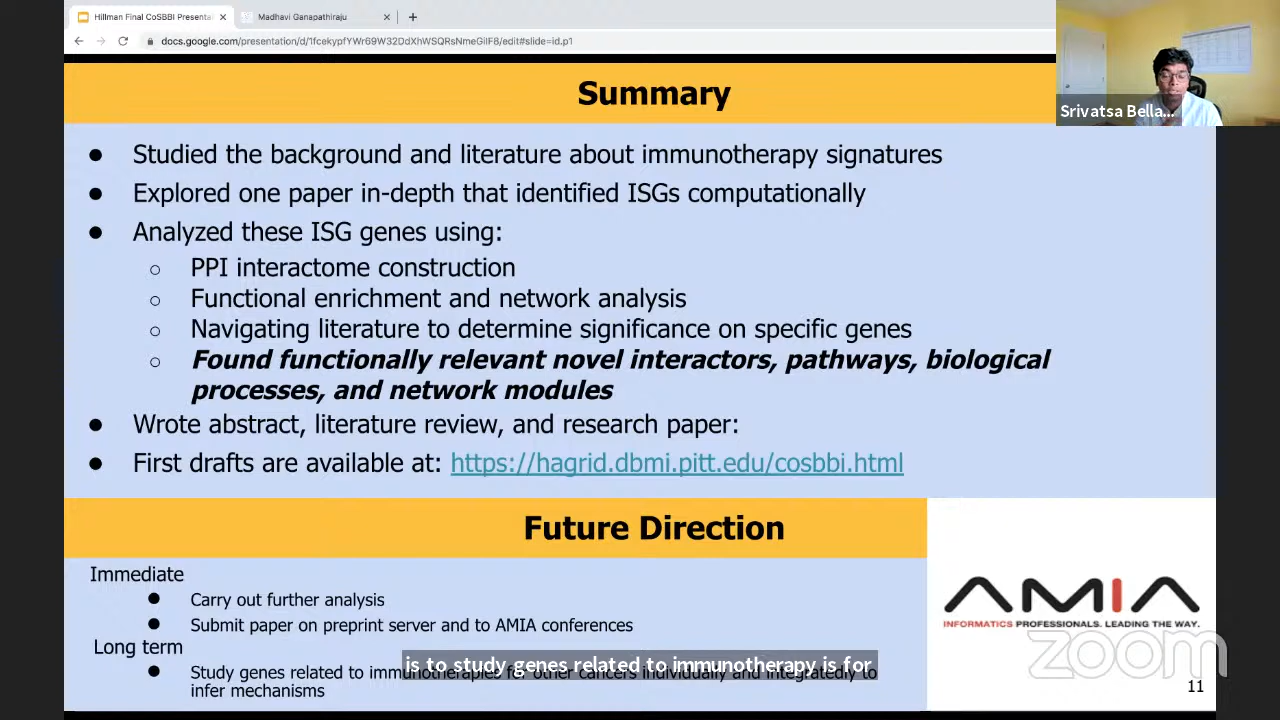 Hillman Final CoSBBI Presenta
Madhavi Ganapathiraju
docs.google.com/presentation/d/1fcekypfYWr69W32DdXhWSQRsNmeGiIF8/edit#slide=id.p1
Srivatsa Bella...
Summary
● Studied the background and literature about immunotherapy signatures
● Explored one paper in-depth that identified ISGs computationally
● Analyzed these ISG genes using:
○ PPI interactome construction
○ Functional enrichment and network analysis
○ Navigating literature to determine significance on specific genes
○ Found functionally relevant novel interactors, pathways, biological
processes, and network modules
● Wrote abstract, literature review, and research paper:
● First drafts are available at: https://hagrid.dbmi.pitt.edu/cosbbi.html
Future Direction
Immediate
● Carry out further analysis
● Submit paper on preprint server and to AMIA conferences
Long term
● Study genes related to immunotherapies for other cancers individually and integratedly to
infer mechanisms
is to study genes related to immunotherapy is for
AMIA
INFORMATICS PROFESSIONALS. LEADING THE WAY.
zoom
11